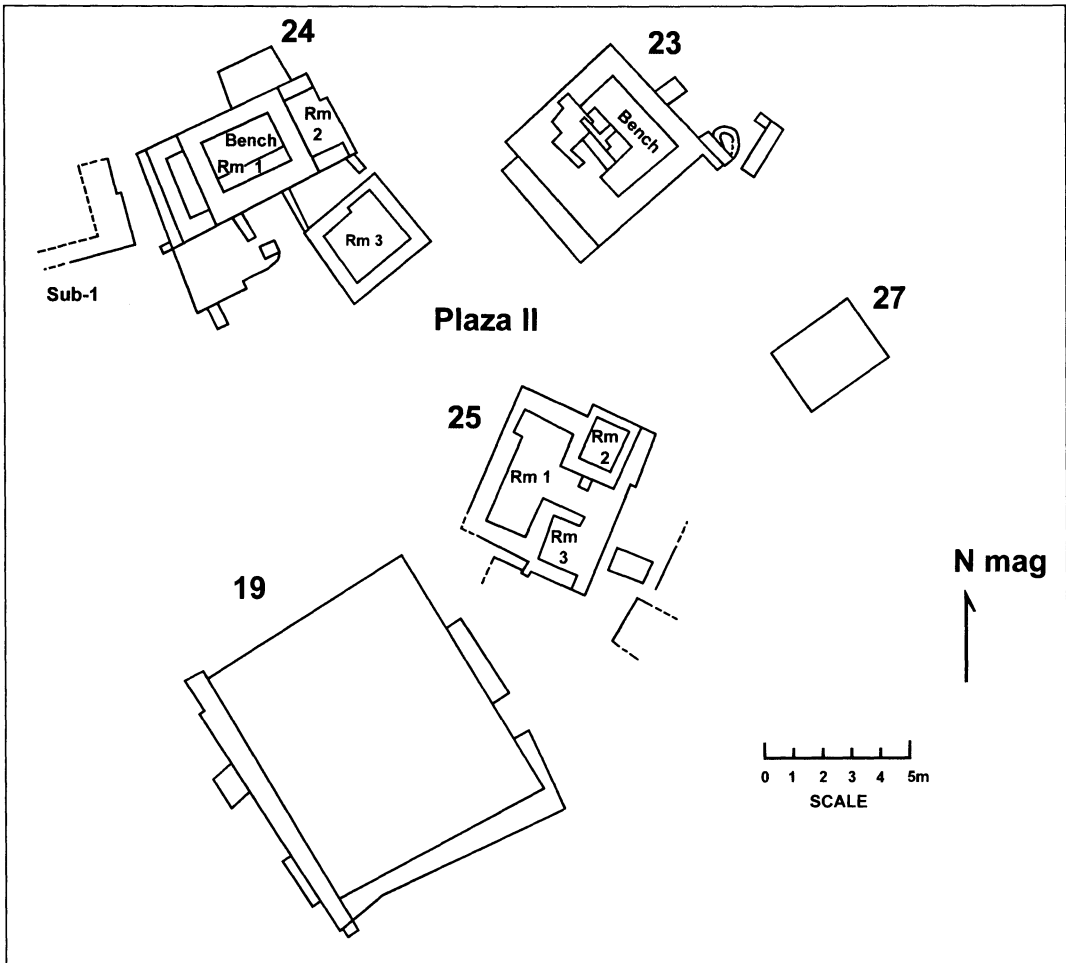 24
23
Rm
2
Bench
Rm 1
Bench
Rm 3
Sub-1
27
Plaza II
25
Rm
2
Rm 1
Rm
3
19
N mag
0 1 2 3 4 5m
SCALE